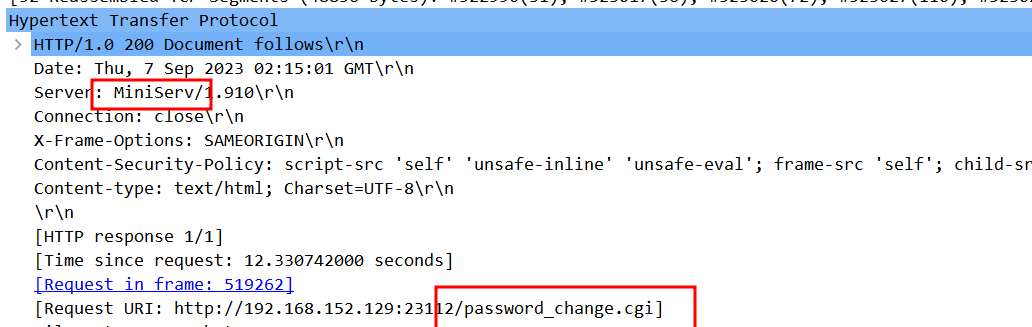 Hypertext Transfer Protocol
HTTP/1.0 200 Document follows\r\n
Date: Thu, 7 Sep 2023 02:15:01 GMT\r\n
Server: MiniServ/1.910\r\n
Connection: close\r\n
X-Frame-Options: SAMEORIGIN\r\n
Content-Security-Policy: script-src 'self' 'unsafe-inline' 'unsafe-eval'; frame-src 'self'; child-sr
Content-type: text/html; Charset=UTF-8\r\n
\r\n
[HTTP response 1/1]
[Time since request: 12.330742000 seconds]
[Request in frame: 519262]
[Request URI: http://192.168.152.129:23112/password_change.cgi]